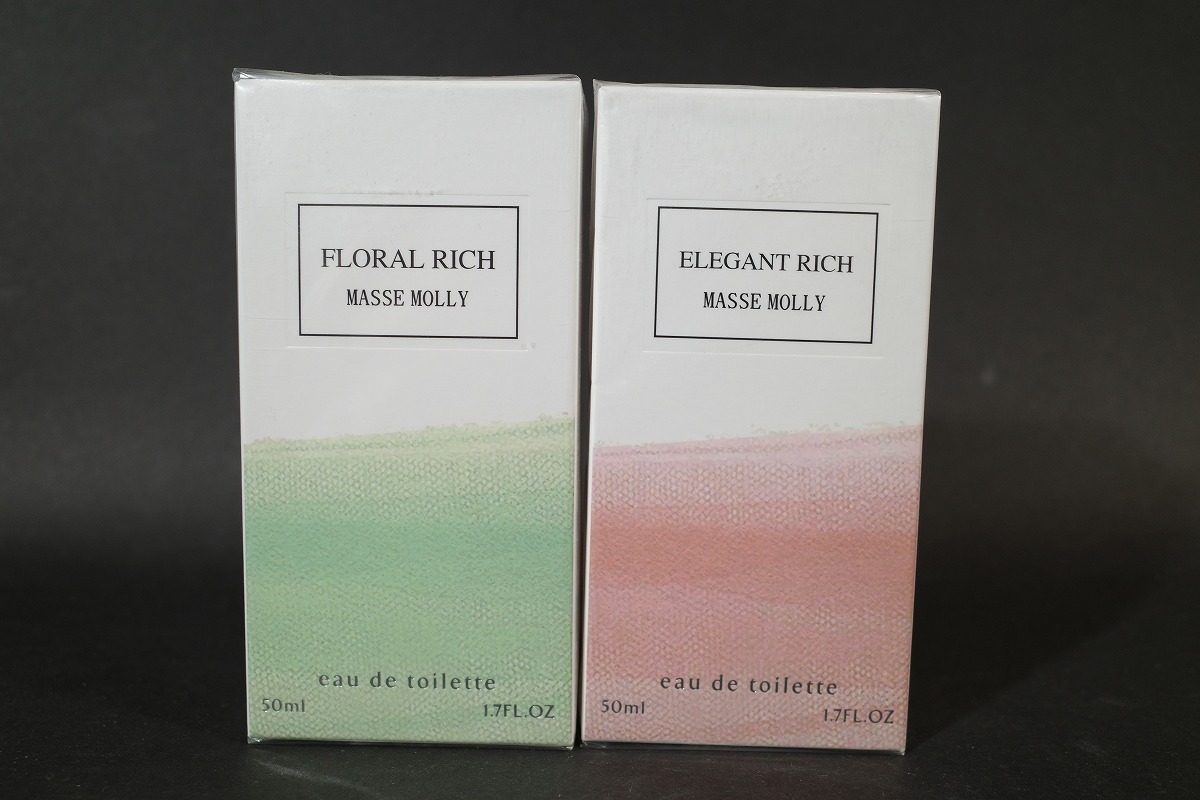 FLORAL RICH
MASSE MOLLY
eau de toilette
50ml
1.7FL.OZ
ELEGANT RICH
MASSE MOLLY
eau de toilette
50ml
1.7FL.OZ